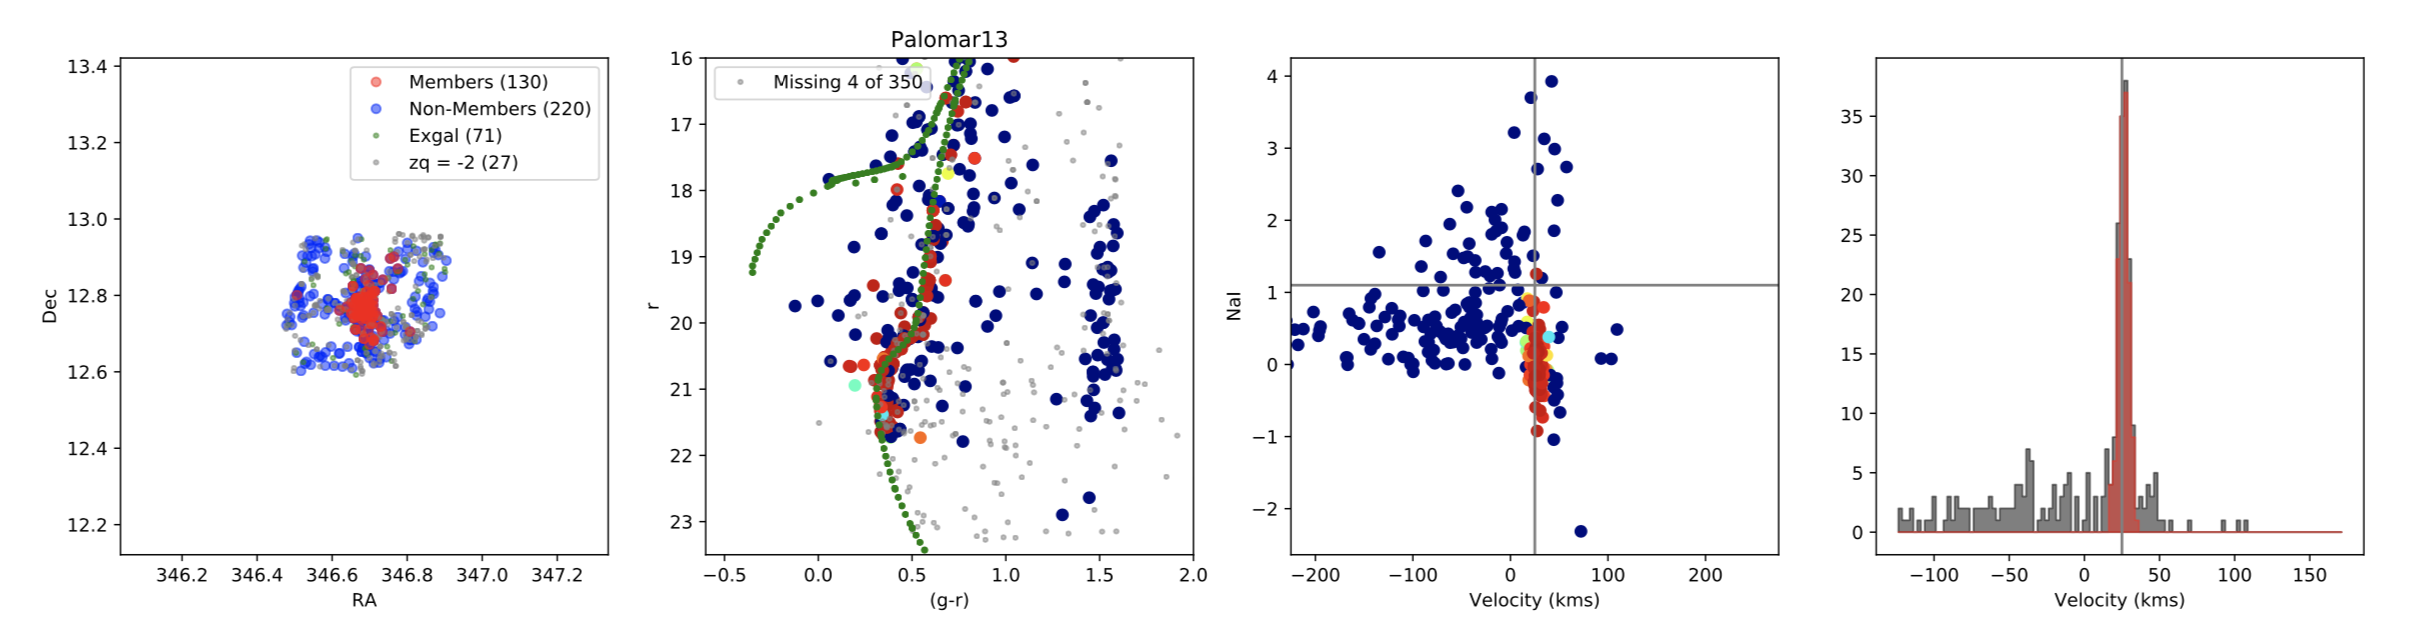 Palomar13
13.4
13.2
13.0
12.8
12.6
12.4
12.2
Dec
Members (130)
Non-Members (220)
Exgal (71)
zq = -2 (27)
346.2 346.4 346.6 346.8 347.0 347.2
RA
16
17
18
19
20
21
22
23
r
Missing 4 of 350
−0.5 0.0 0.5 1.0 1.5 2.0
(g-r)
4
3
2
1
0
−1
−2
NaI
−200 −100 0 100 200
Velocity (kms)
35
30
25
20
15
10
5
0
−100 −50 0 50 100 150
Velocity (kms)